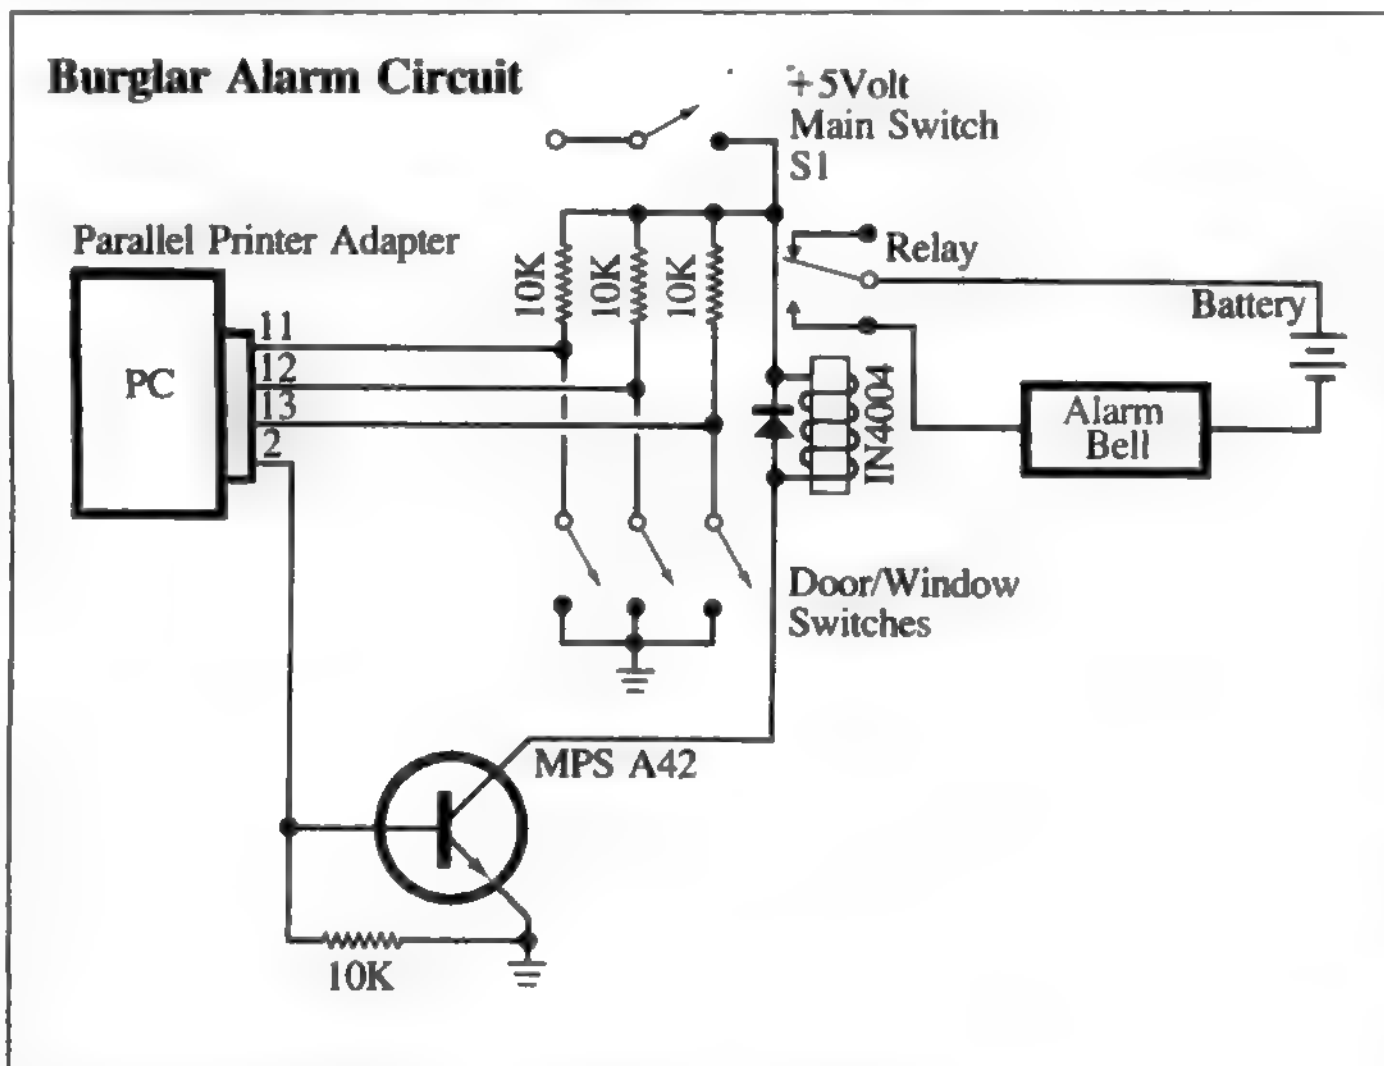 Burglar Alarm Circuit
+5Volt
Main Switch
S1
Parallel Printer Adapter
Relay
10K
10K
10K
Battery
11
12
13
2
PC
IN4004
Alarm
Bell
Door/Window
Switches
MPS A42
10K